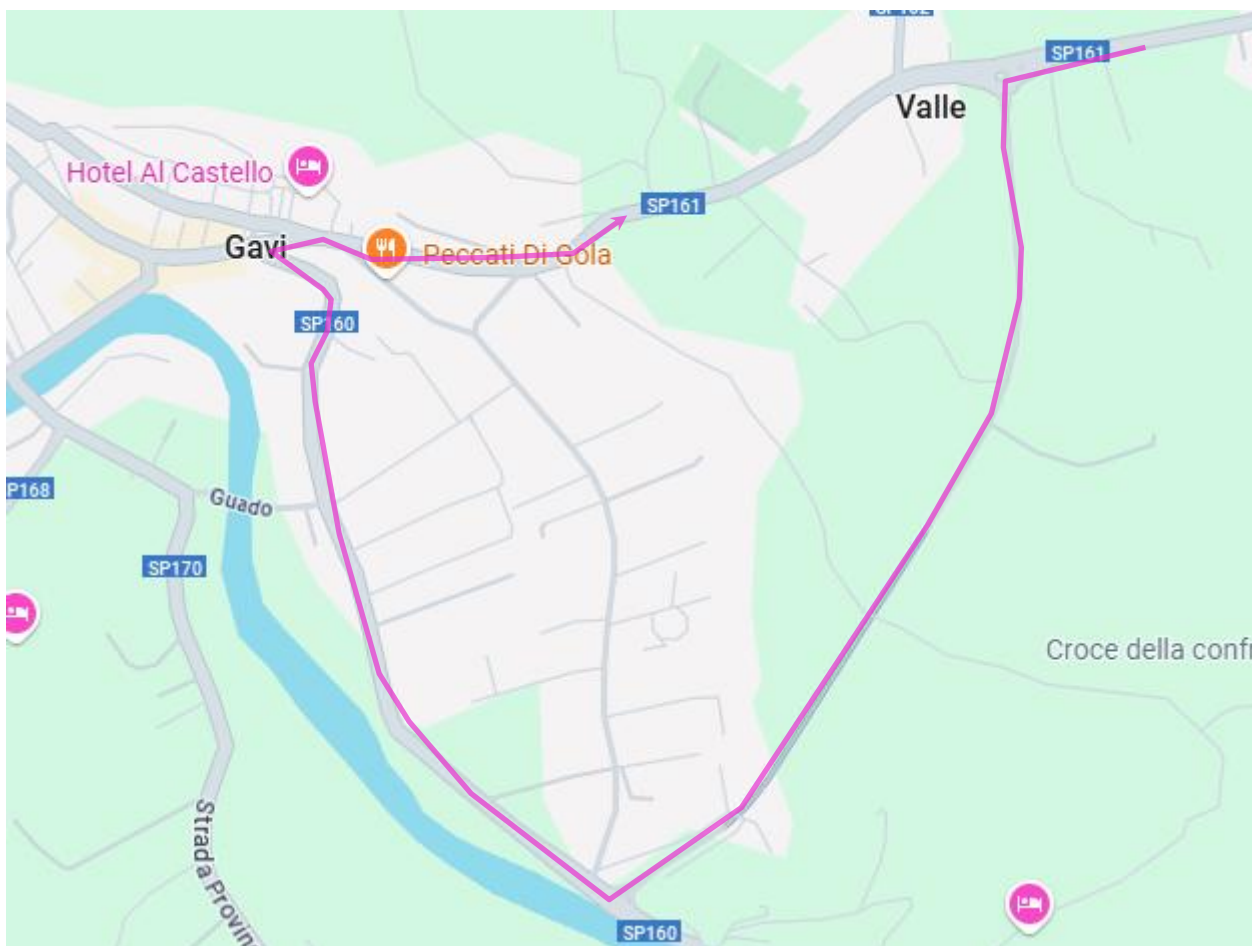 SP161
Valle
Hotel Al Castello
SP161
Gavi
Peccati Di Gola
SP160
P168
Guado
SP170
Croce della confr
Strada Provin
SP160